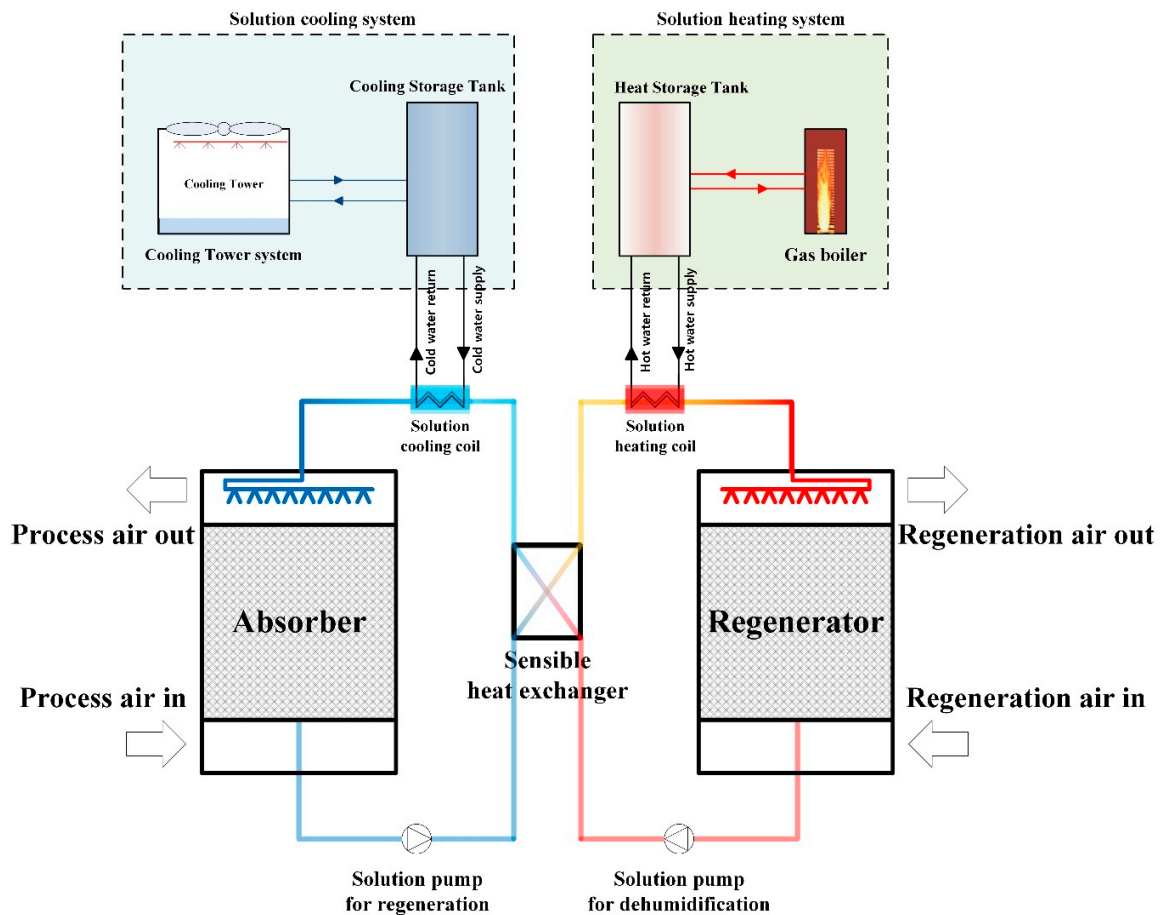 Solution cooling system
Solution heating system
Cooling Storage Tank
Heat Storage Tank
Cooling Tower
Cooling Tower system
Gas boiler
Cold water return
Cold water supply
Hot water return
Hot water supply
Solution
cooling coil
Solution
heating coil
Process air out
Regeneration air out
Absorber
Regenerator
Sensible
heat exchanger
Process air in
Regeneration air in
Solution pump
for regeneration
Solution pump
for dehumidification